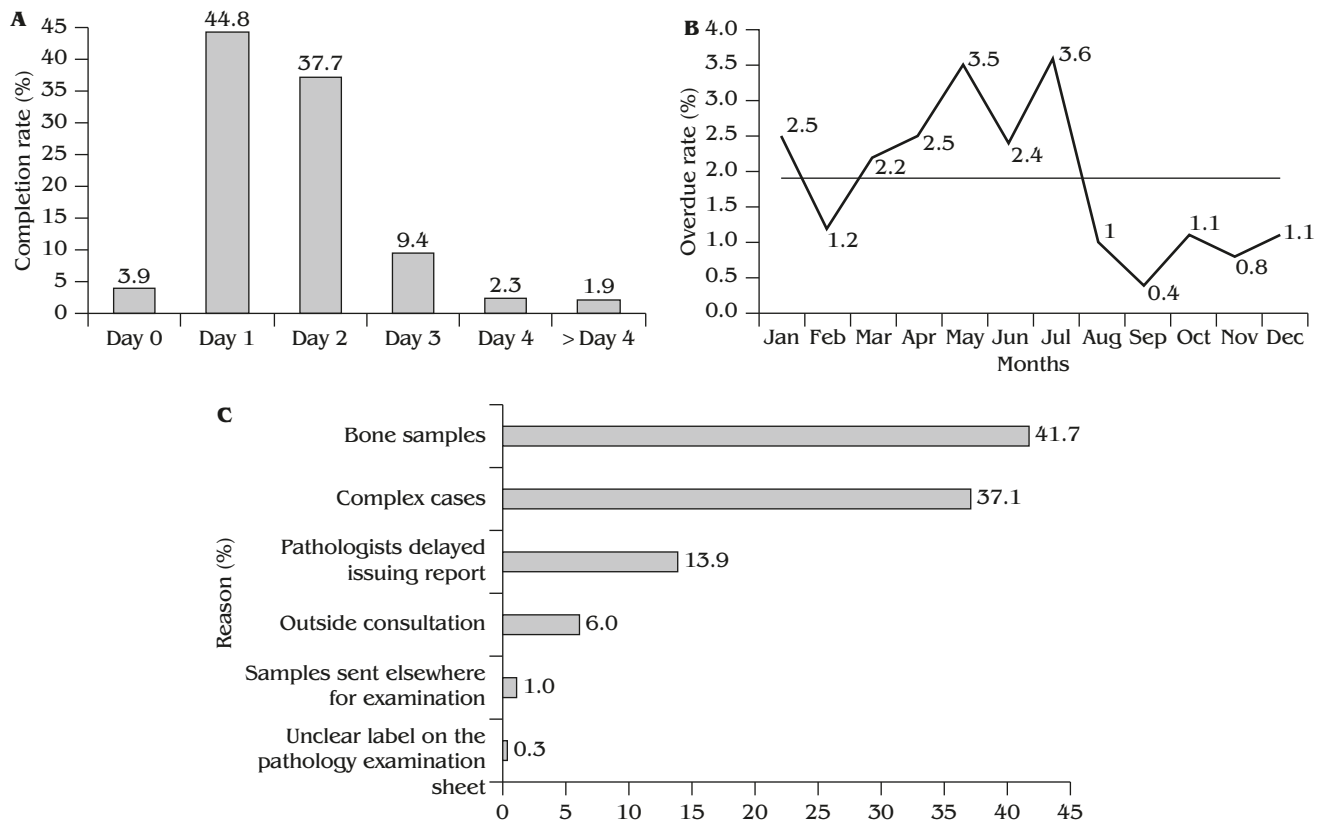 A
Completion rate (%)
45
40
35
30
25
20
15
10
5
0
3.9
44.8
37.7
9.4
2.3
1.9
Day 0 Day 1 Day 2 Day 3 Day 4 >Day 4
B
Overdue rate (%)
4.0
3.5
3.0
2.5
2.0
1.5
1.0
0.5
0.0
2.5
1.2
2.2
2.5
3.5
2.4
3.6
1
0.4
1.1
0.8
1.1
Jan Feb Mar Apr May Jun Jul Aug Sep Oct Nov Dec
Months
C
Reason (%)
Bone samples
41.7
Complex cases
37.1
Pathologists delayed
issuing report
13.9
Outside consultation
6.0
Samples sent elsewhere
for examination
1.0
Unclear label on the
pathology examination
sheet
0.3
0 5 10 15 20 25 30 35 40 45